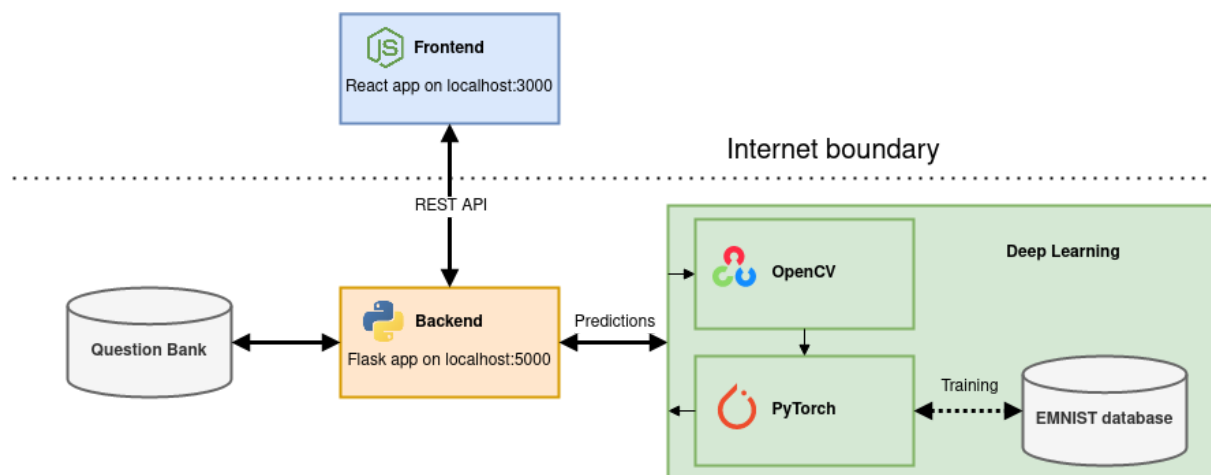 JS
Frontend
React app on localhost:3000
Internet boundary
REST API
Deep Learning
OpenCV
Backend
Flask app on localhost:5000
Predictions
Question Bank
PyTorch
Training
EMNIST database